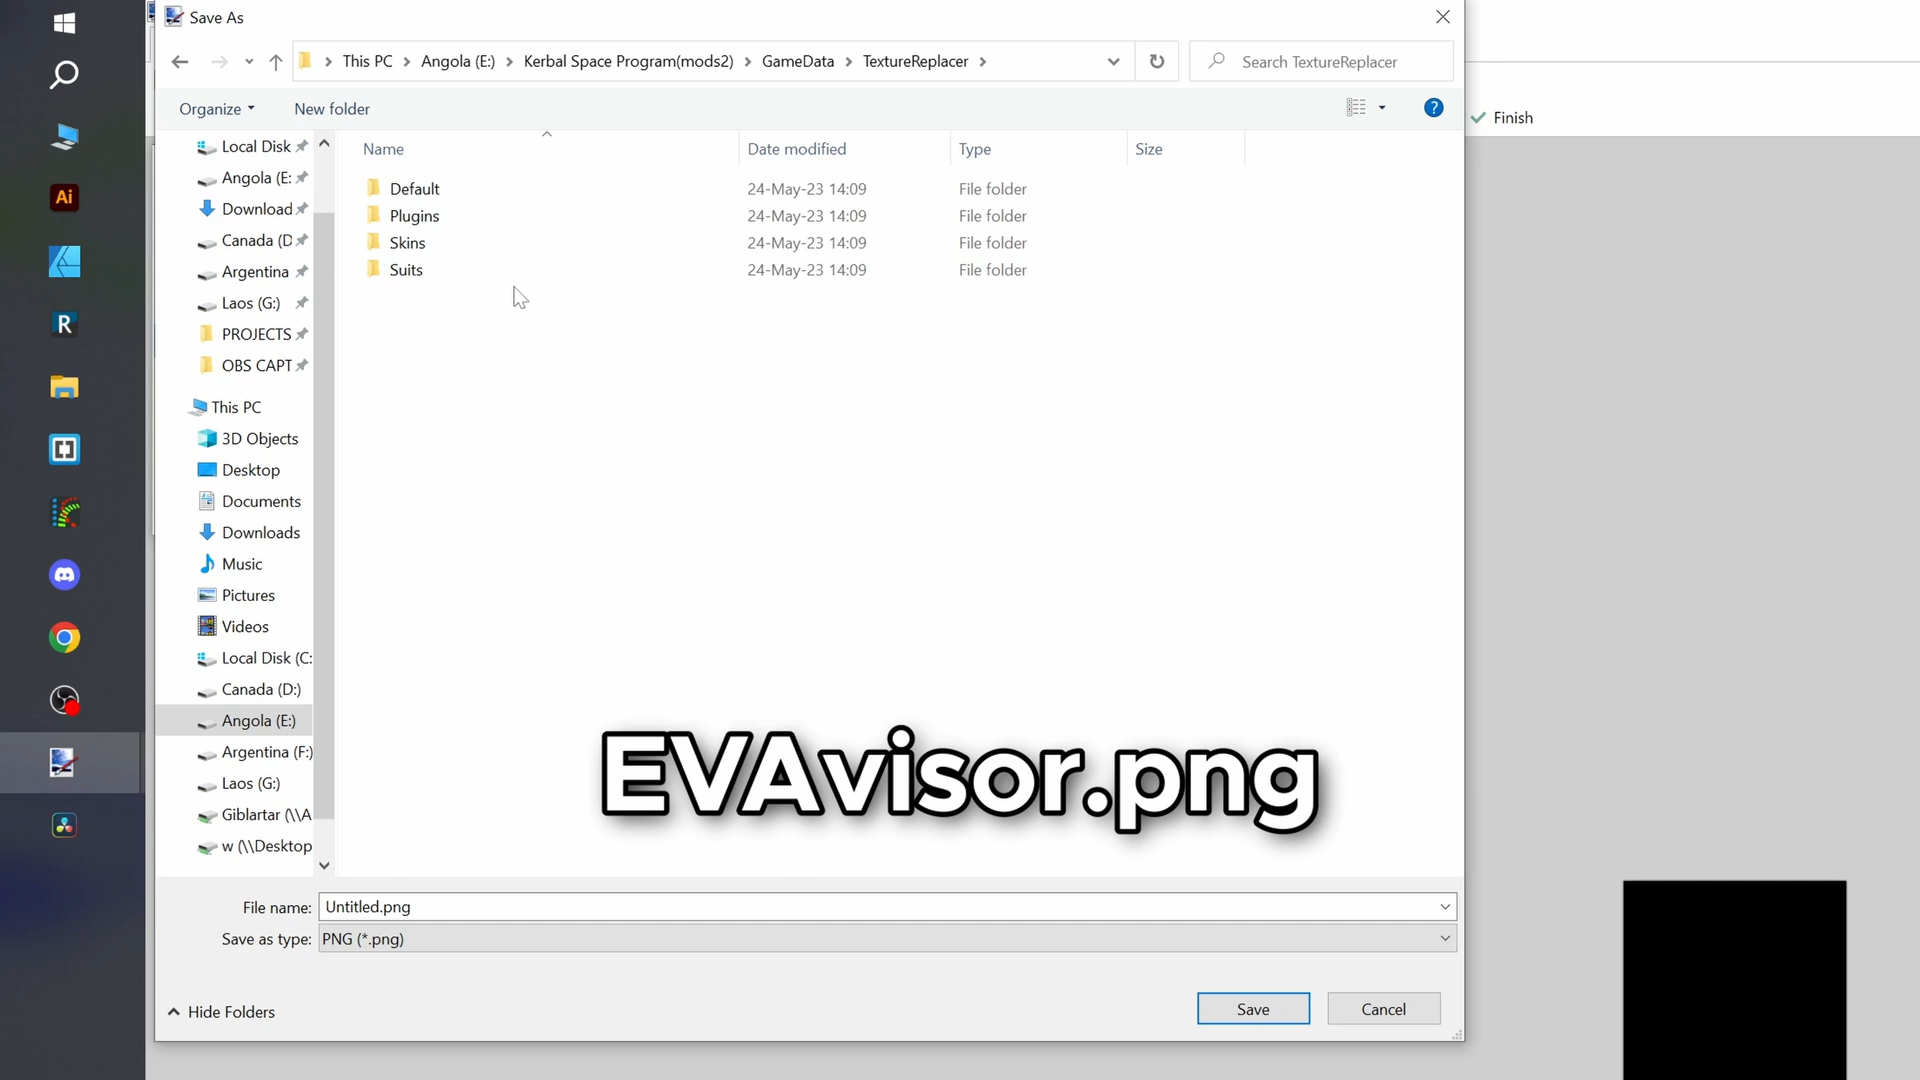 Save As
This PC > Angola (E:) > Kerbal Space Program(mods2) > GameData > TextureReplacer >
Search TextureReplacer
Organize
New folder
?
Finish
Name
Date modified
Type
Size
Default
24-May-23 14:09
File folder
Plugins
24-May-23 14:09
File folder
Skins
24-May-23 14:09
File folder
Suits
24-May-23 14:09
File folder
Local Disk
Angola (E:
Download
Canada (D
Argentina
Laos (G:)
PROJECTS
OBS CAPT
This PC
3D Objects
Desktop
Documents
Downloads
Music
Pictures
Videos
Local Disk (C:
Canada (D:)
Angola (E:)
Argentina (F:)
Laos (G:)
Giblartar (\\A
w (\\Desktop
Ai
R
EVAvisor.png
File name:
Untitled.png
Save as type:
PNG (*.png)
Hide Folders
Save
Cancel